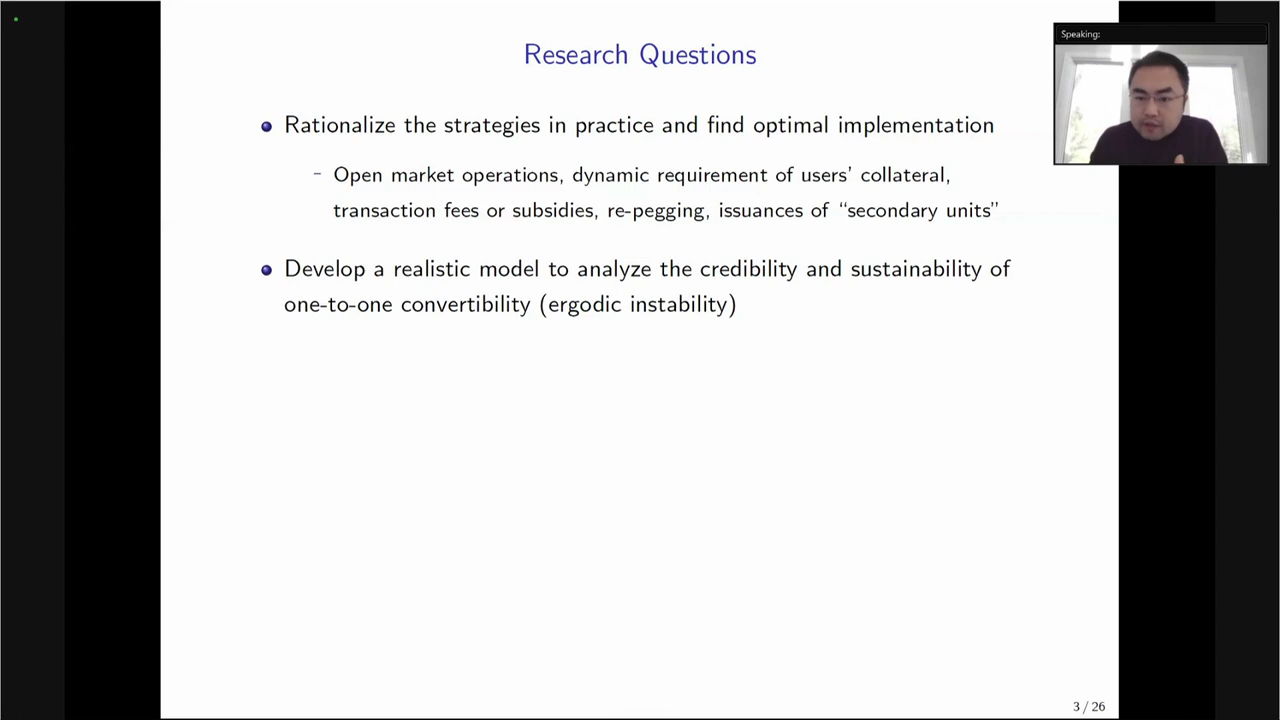 Research Questions
Speaking:
Rationalize the strategies in practice and find optimal implementation
– Open market operations, dynamic requirement of users’ collateral,
transaction fees or subsidies, re-pegging, issuances of “secondary units”
Develop a realistic model to analyze the credibility and sustainability of
one-to-one convertibility (ergodic instability)
3 / 26